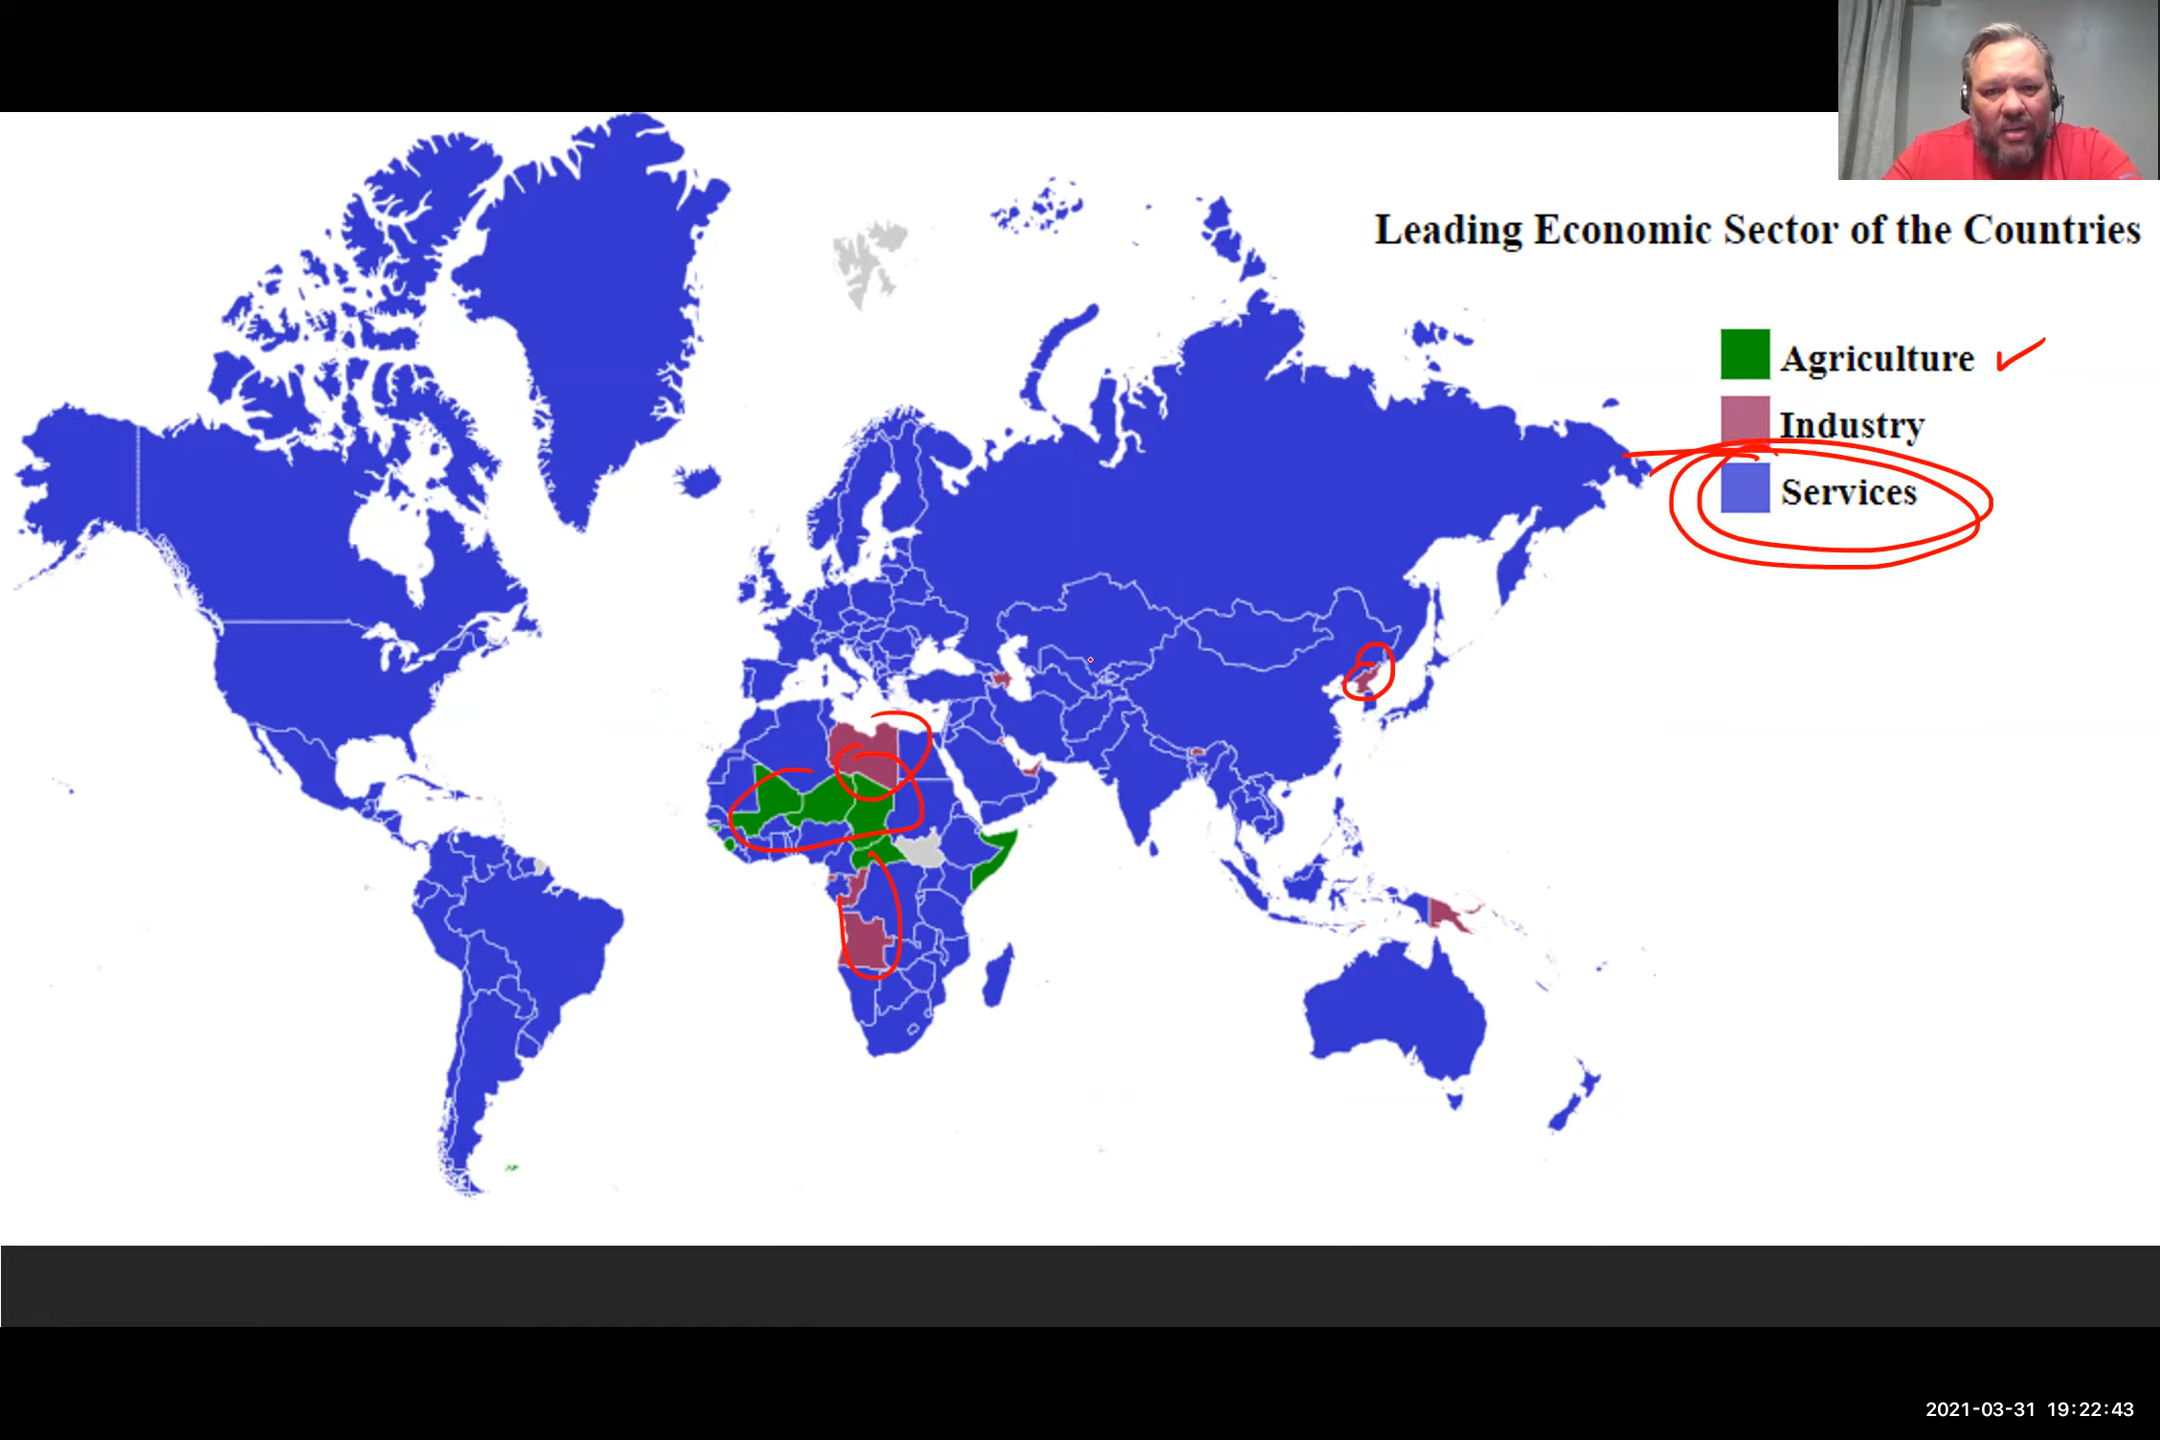 Leading Economic Sector of the Countries
Agriculture
Industry
Services
2021-03-31 19:22:43